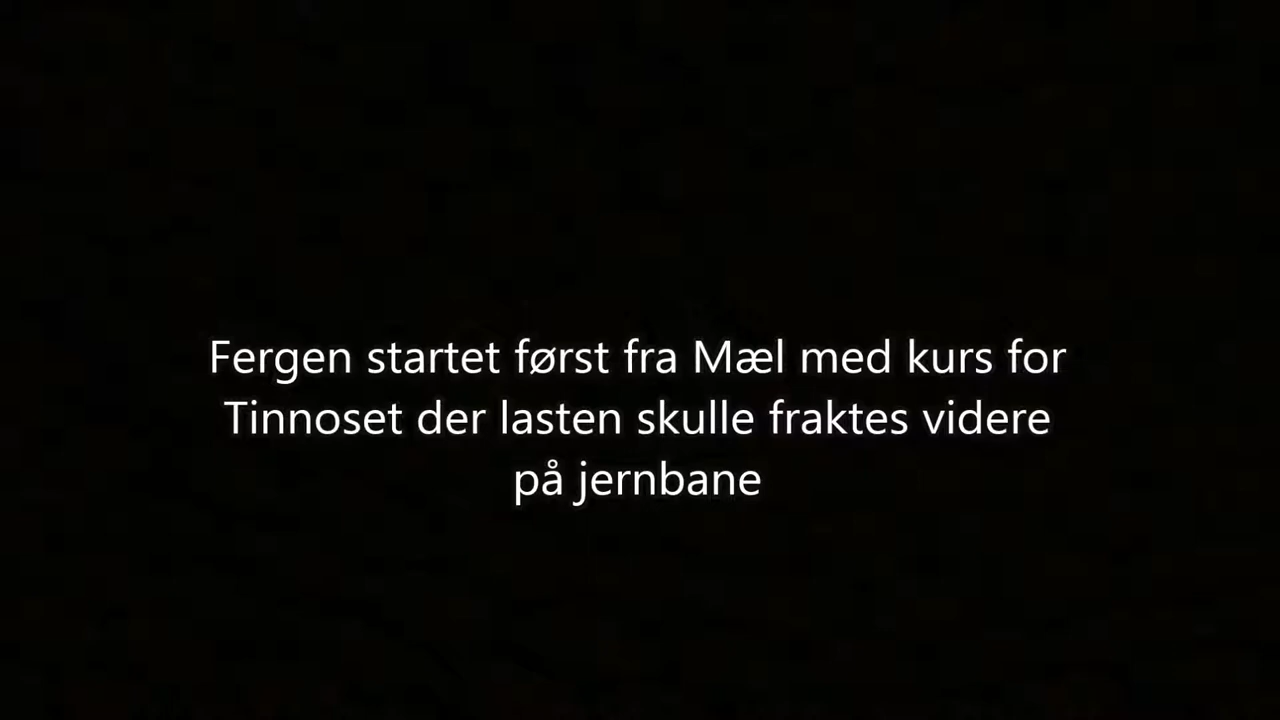 Fergen startet først fra Mæl med kurs for
Tinnoset der lasten skulle fraktes videre
på jernbane